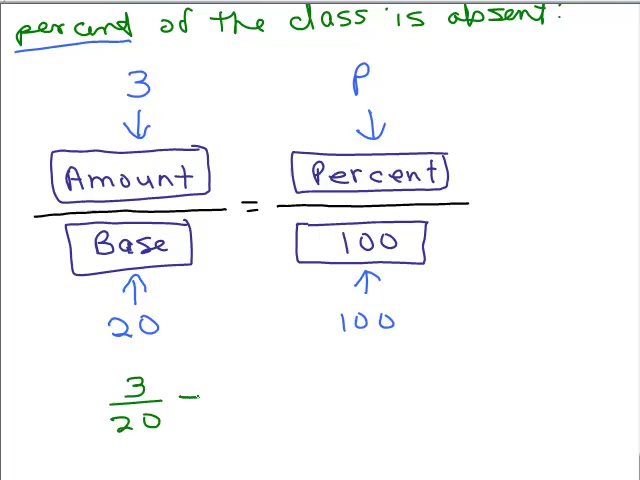 percent of the class is absent?
3 P
Amount = Percent
Base 100
20 100
3
20 -